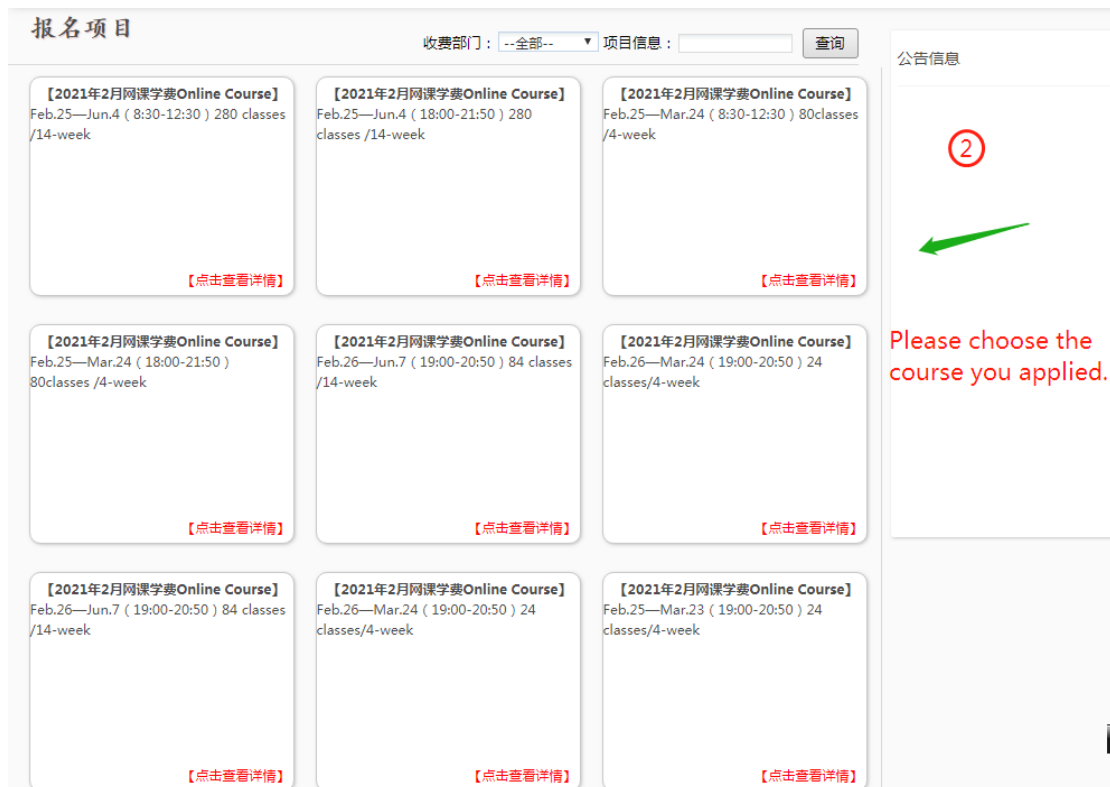 报名项目
收费部门：--全部-- 项目信息： 查询
公告信息
【2021年2月网课学费Online Course】
Feb.25—Jun.4（8:30-12:30）280 classes
/14-week
【点击查看详情】
【2021年2月网课学费Online Course】
Feb.25—Jun.4（18:00-21:50）280
classes /14-week
【点击查看详情】
【2021年2月网课学费Online Course】
Feb.25—Mar.24（8:30-12:30）80classes
/4-week
【点击查看详情】
2
Please choose the
course you applied.
【2021年2月网课学费Online Course】
Feb.25—Mar.24（18:00-21:50）
80classes /4-week
【点击查看详情】
【2021年2月网课学费Online Course】
Feb.26—Jun.7（19:00-20:50）84 classes
/14-week
【点击查看详情】
【2021年2月网课学费Online Course】
Feb.26—Mar.24（19:00-20:50）24
classes/4-week
【点击查看详情】
【2021年2月网课学费Online Course】
Feb.26—Jun.7（19:00-20:50）84 classes
/14-week
【点击查看详情】
【2021年2月网课学费Online Course】
Feb.26—Mar.24（19:00-20:50）24
classes/4-week
【点击查看详情】
【2021年2月网课学费Online Course】
Feb.25—Mar.23（19:00-20:50）24
classes/4-week
【点击查看详情】